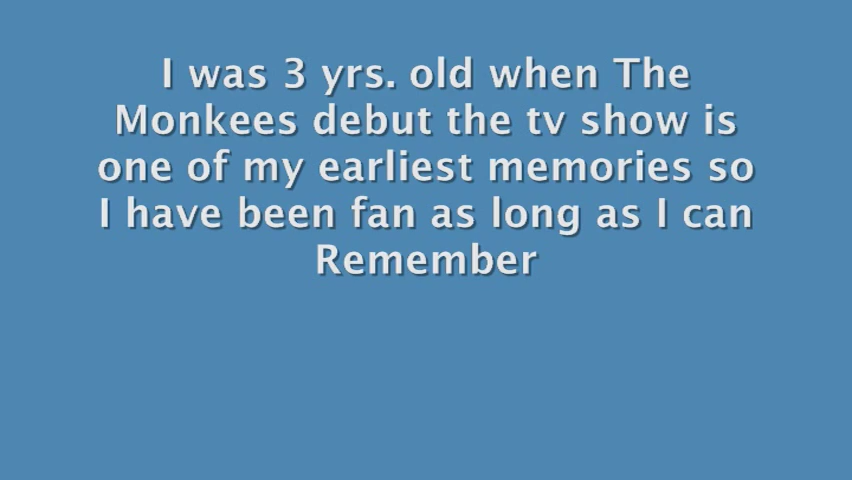 I was 3 yrs. old when The
Monkees debut the tv show is
one of my earliest memories so
I have been fan as long as I can
Remember